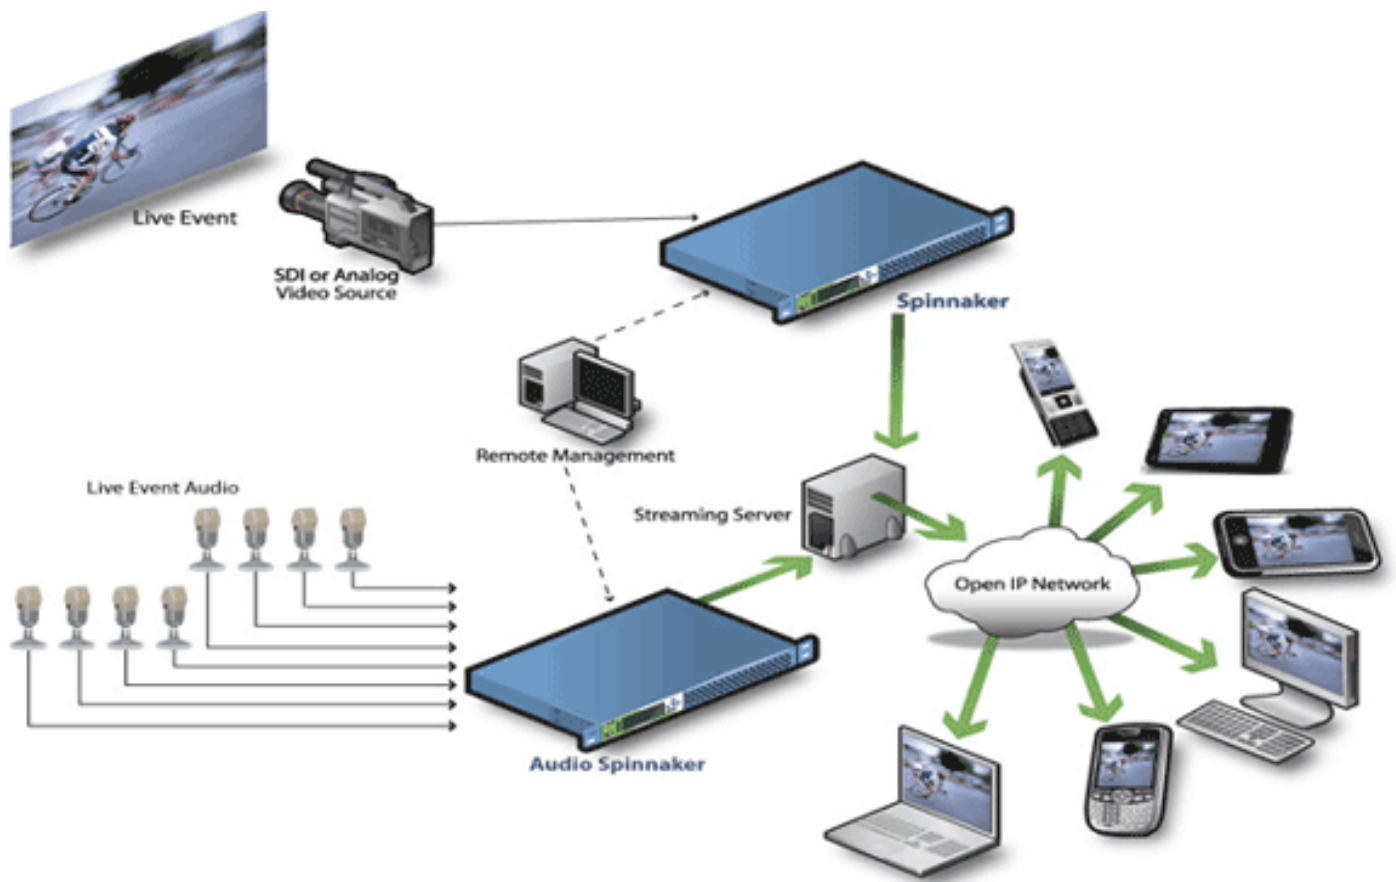 Live Event
SDI or Analog
Video Source
Spinnaker
Remote Management
Live Event Audio
Streaming Server
Open IP Network
Audio Spinnaker